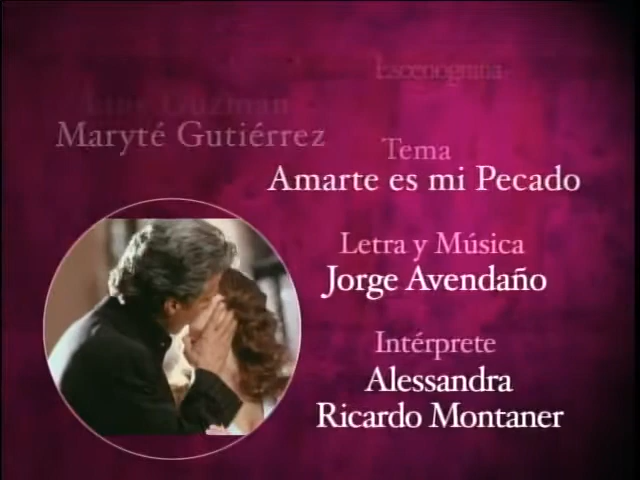 Escenografía
Maryté Gutiérrez
Tema
Amarte es mi Pecado
Letra y Música
Jorge Avendaño
Intérprete
Alessandra
Ricardo Montaner